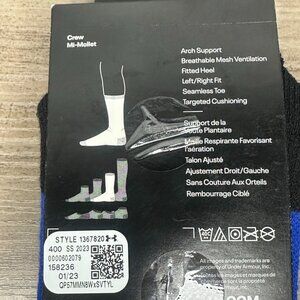 Crew
Mi-Mollet
Arch Support
Breathable Mesh Ventilation
Fitted Heel
Left/Right Fit
Seamless Toe
Targeted Cushioning
Support de la
Voute Plantaire
Maille Respirante Favorisant
l'aération
Talon Ajusté
Ajustement Droit/Gauche
Sans Couture Aux Orteils
Rembourrage Ciblé
STYLE 1367820
400 SS 2023
0000602079
158236
01/23
QP57MMN8WxSVTYL
All images and trademarks
are property
of Under Armour, Inc.